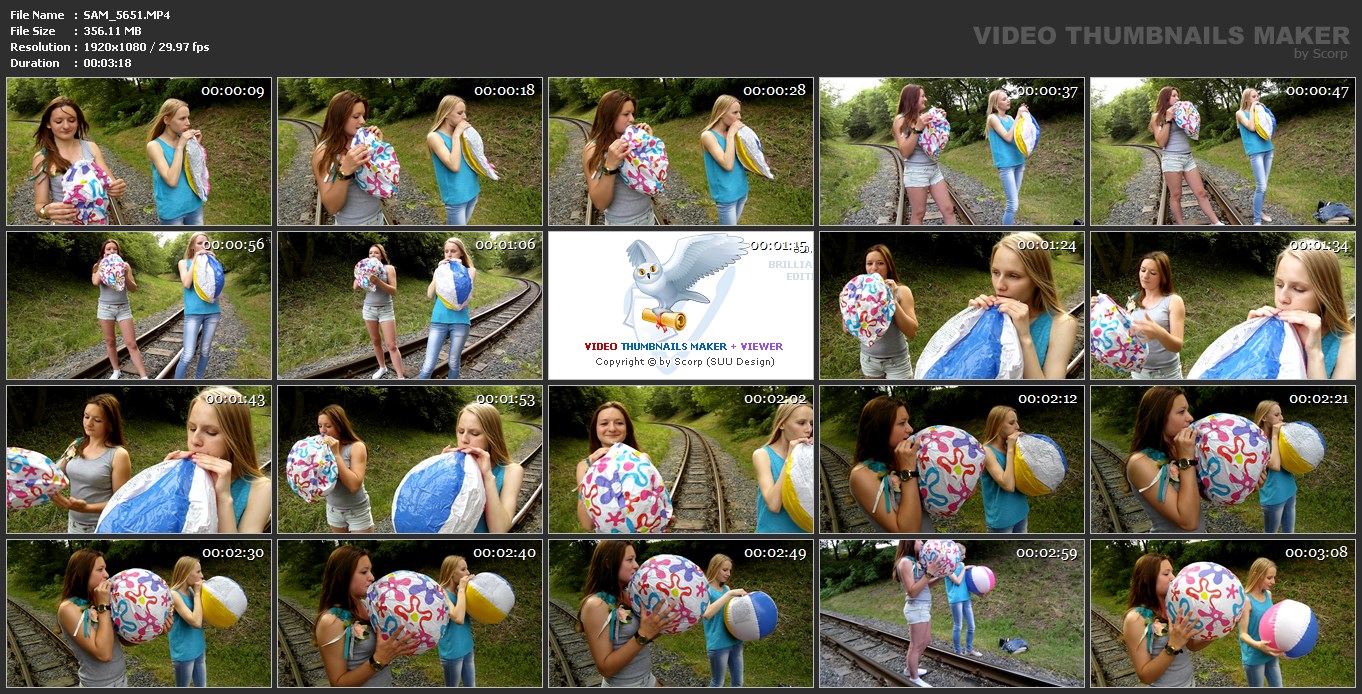 File Name : SAM_5651.MP4
File Size : 356.11 MB
Resolution : 1920x1080 / 29.97 fps
Duration : 00:03:18
VIDEO THUMBNAILS MAKER
by Scorp
00:00:09
00:00:18
00:00:28
00:00:37
00:00:47
00:00:56
00:01:06
00:01:15
BRILLIA
EDIT
VIDEO THUMBNAILS MAKER + VIEWER
Copyright © by Scorp (SUU Design)
00:01:24
00:01:34
00:01:43
00:01:53
00:02:02
00:02:12
00:02:21
00:02:30
00:02:40
00:02:49
00:02:59
00:03:08